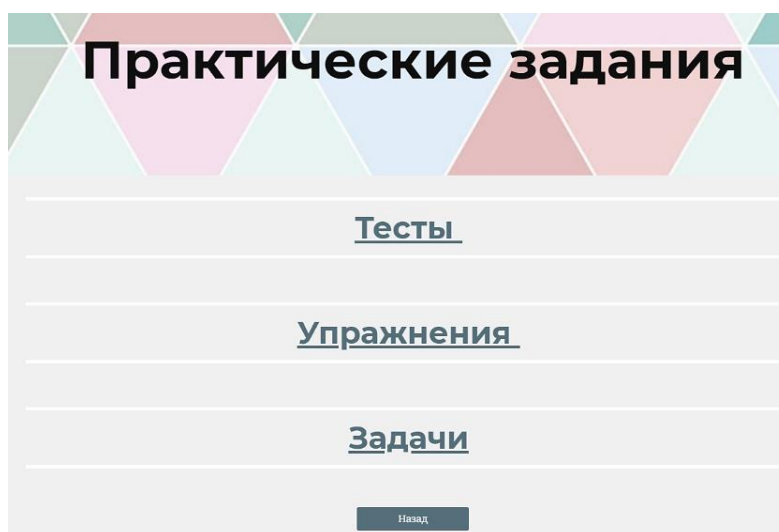 Практические задания
Тесты
Упражнения
Задачи
Назад